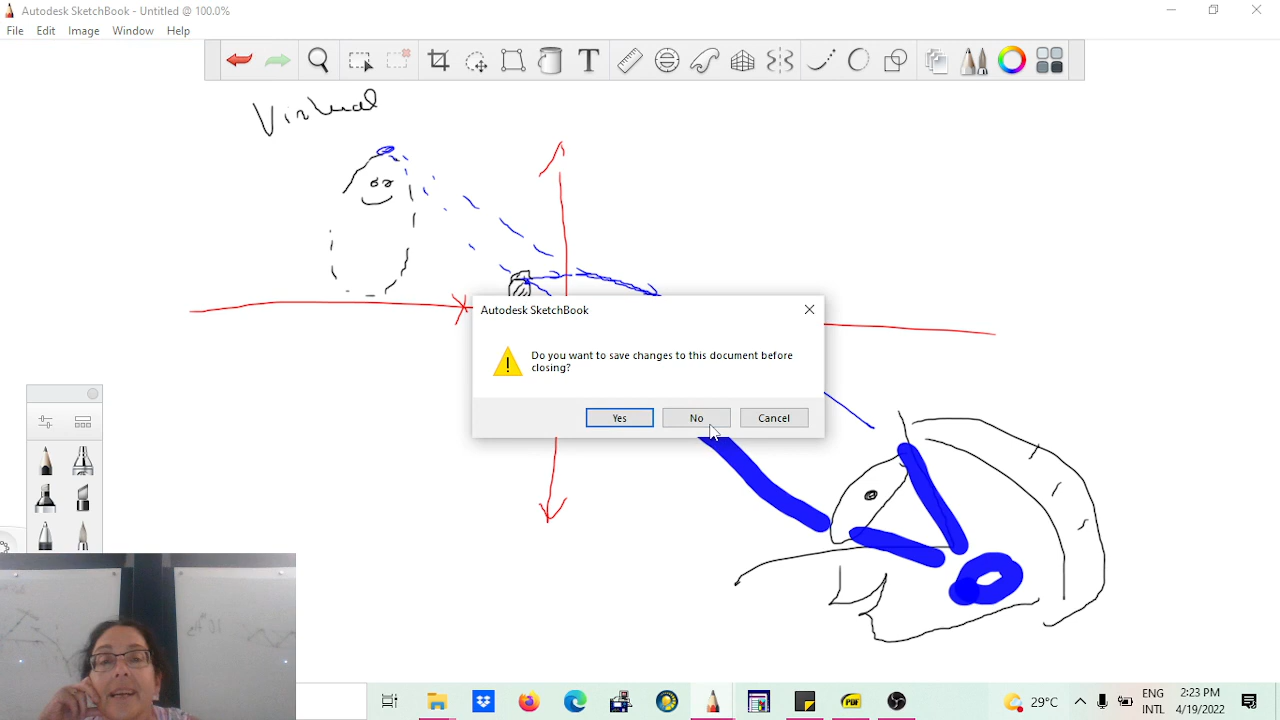 Autodesk SketchBook - Untitled @ 100.0%
File Edit Image Window Help
Virtual
Autodesk SketchBook
Do you want to save changes to this document before
closing?
Yes No Cancel
29°C
ENG
INTL
2:23 PM
4/19/2022